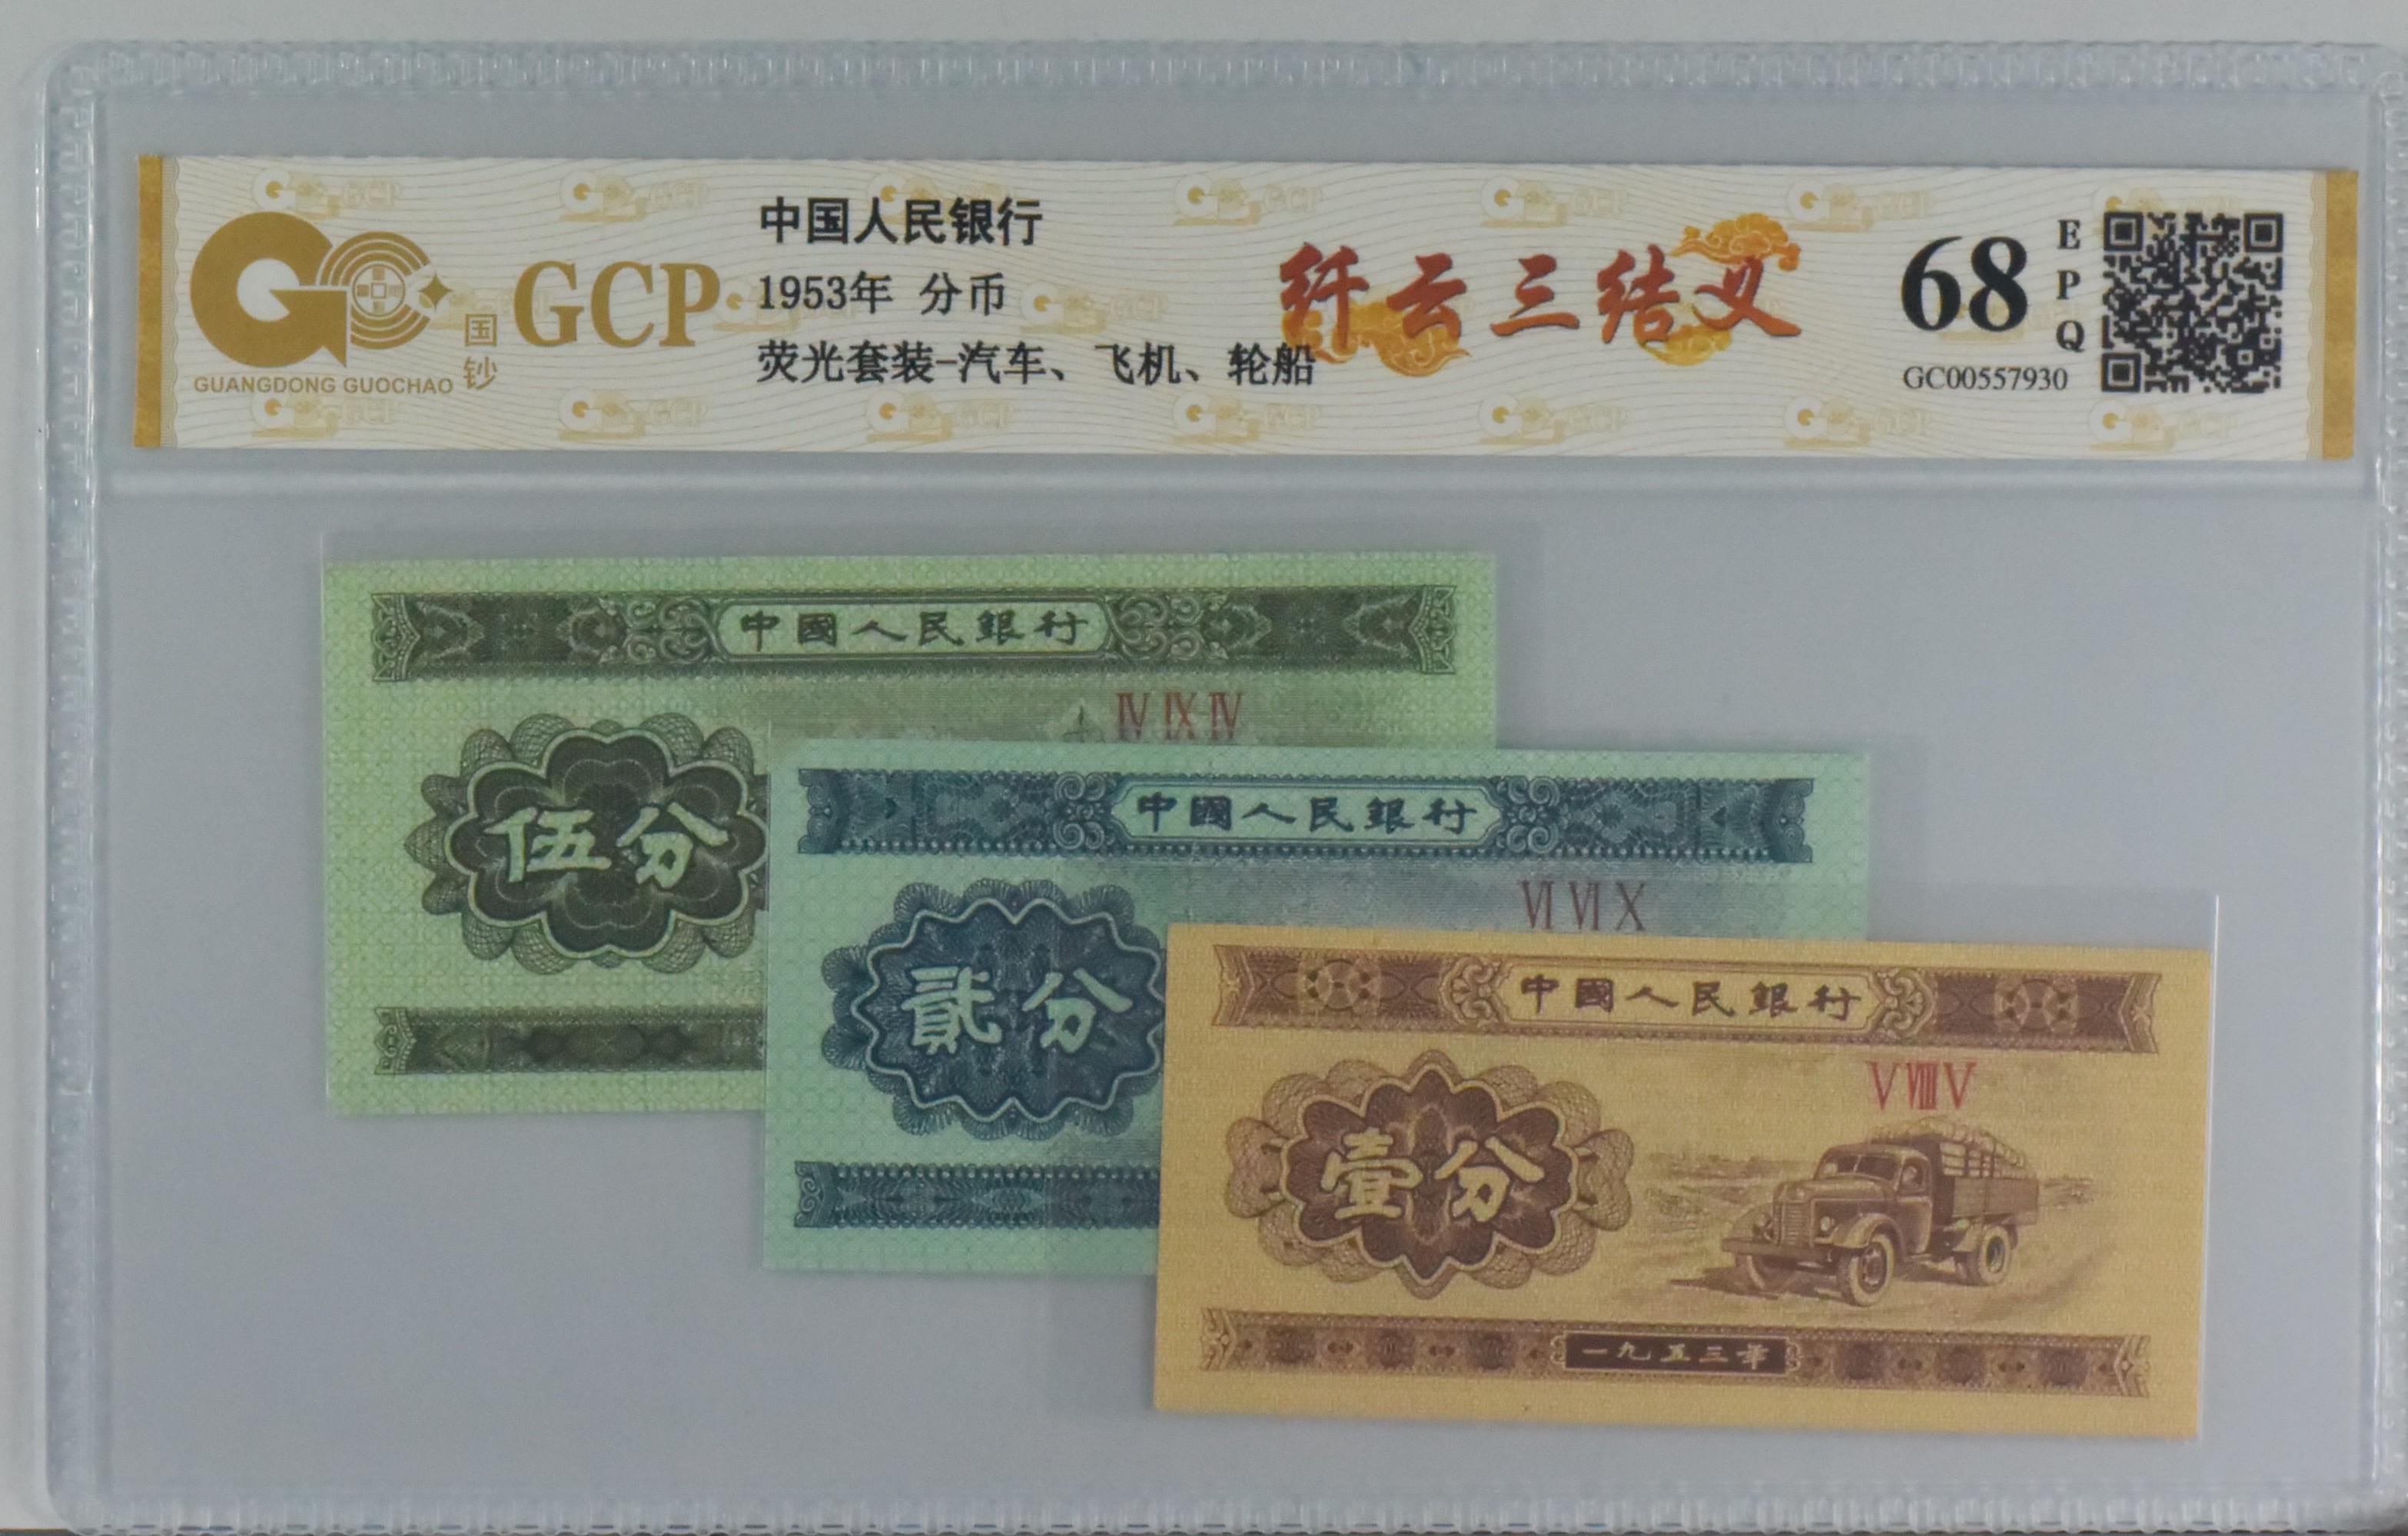 GUANGDONG GUOCHAO
国钞
GCP
中国人民银行
1953年 分币
荧光套装-汽车、飞机、轮船
纤云三结义
68
EPQ
GC00557930
中國人民銀行
IV IX IV
伍分
中國人民銀行
VI VI X
貳分
中國人民銀行
V VIII V
壹分
一九五三年